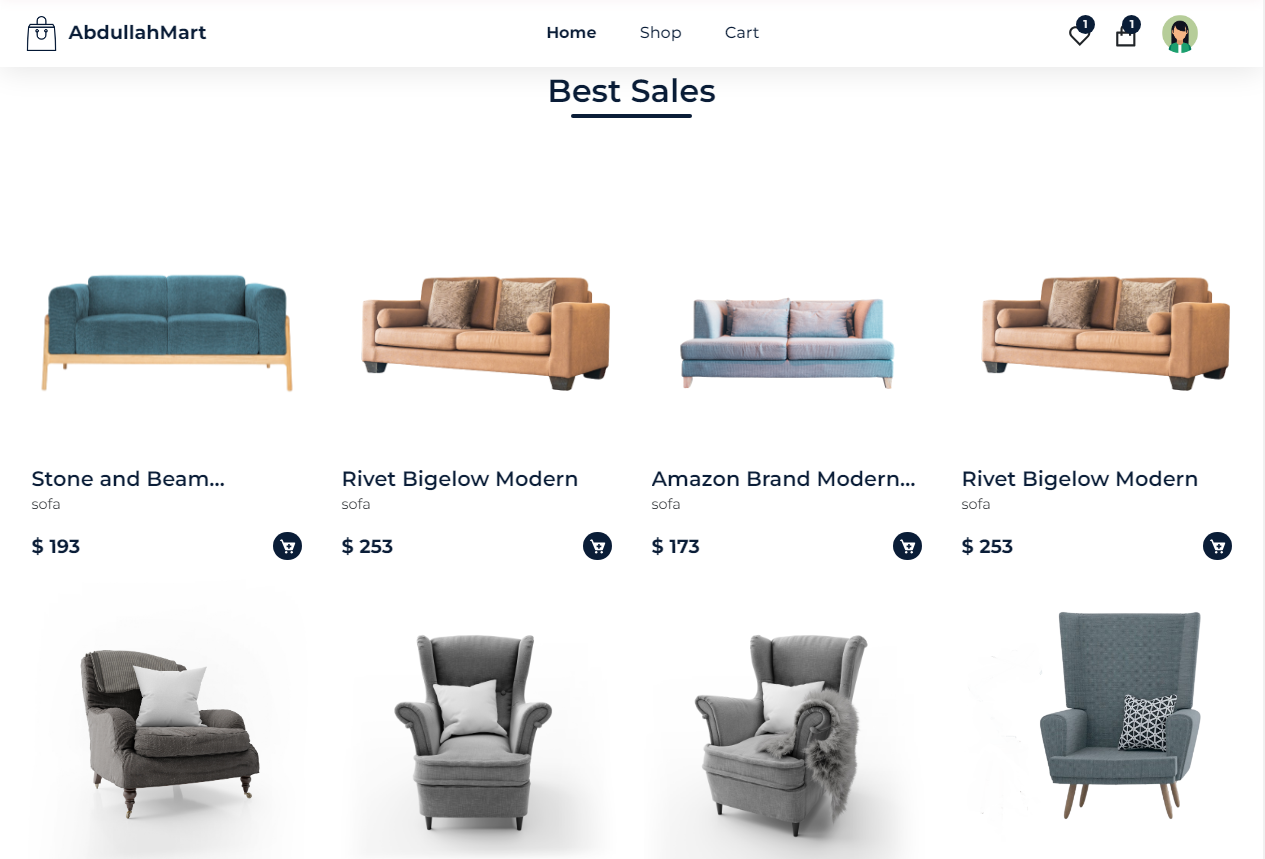 AbdullahMart
Home Shop Cart
1 1
Best Sales
Stone and Beam... Rivet Bigelow Modern Amazon Brand Modern... Rivet Bigelow Modern
sofa sofa sofa sofa
$ 193 $ 253 $ 173 $ 253